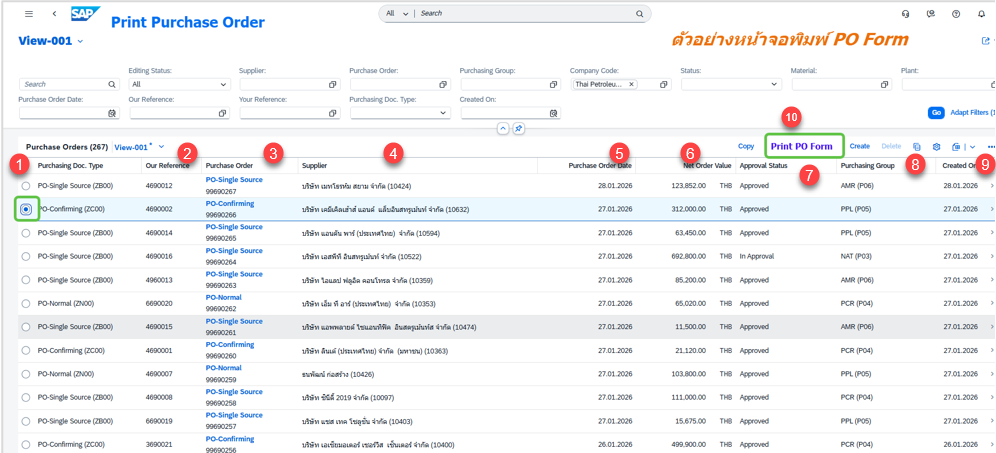 SAP
Print Purchase Order
All Search
View-001
ตัวอย่างหน้าจอพิมพ์ PO Form
Editing Status: Supplier: Purchase Order: Purchasing Group: Company Code: Status: Material: Plant:
Search All Thai Petroleu...
Purchase Order Date: Our Reference: Your Reference: Purchasing Doc. Type: Created On:
Go Adapt Filters (1
10
Purchase Orders (267) View-001* Copy Print PO Form Create Delete
1 2 3 4 5 6 7 8 9
Purchasing Doc. Type Our Reference Purchase Order Supplier Purchase Order Date Net Order Value Approval Status Purchasing Group Created On
PO-Single Source (ZB00) 4690012 PO-Single Source 99690267 บริษัท เมทโธรห์ม สยาม จำกัด (10424) 28.01.2026 123,852.00 THB Approved AMR (P06) 28.01.2026
PO-Confirming (ZC00) 4690002 PO-Confirming 99690266 บริษัท เคยีเคิลเฮ้าส์ แอนด์ แล็บอินสทรูเม้นท์ จำกัด (10632) 27.01.2026 312,000.00 THB Approved PPL (P05) 27.01.2026
PO-Single Source (ZB00) 4690014 PO-Single Source 99690265 บริษัท แอนตัน พาร์ (ประเทศไทย) จำกัด (10594) 27.01.2026 63,450.00 THB Approved PPL (P05) 27.01.2026
PO-Single Source (ZB00) 4690016 PO-Single Source 99690264 บริษัท เอสพีที อินสทรูเม้นท์ จำกัด (10522) 27.01.2026 692,800.00 THB In Approval NAT (P03) 27.01.2026
PO-Single Source (ZB00) 4960013 PO-Single Source 99690263 บริษัท ไอแอป ฟลูอิด คอนโทรล จำกัด (10359) 27.01.2026 85,200.00 THB Approved AMR (P06) 27.01.2026
PO-Normal (ZN00) 6690020 PO-Normal 99690262 บริษัท เอ็ม ที อาร์ (ประเทศไทย) จำกัด (10353) 27.01.2026 65,020.00 THB Approved PCR (P04) 27.01.2026
PO-Single Source (ZB00) 4690015 PO-Single Source 99690261 บริษัท แอพพลายด์ ไซแอนทิฟิค อินสตรูเม้นท์ส จำกัด (10474) 27.01.2026 11,500.00 THB Approved AMR (P06) 27.01.2026
PO-Confirming (ZC00) 4690001 PO-Confirming 99690260 บริษัท ลินเด้ (ประเทศไทย) จำกัด (มหาชน) (10363) 27.01.2026 21,120.00 THB Approved PCR (P04) 27.01.2026
PO-Normal (ZN00) 4690007 PO-Normal 99690259 ธนพัฒน์ ก่อสร้าง (10426) 27.01.2026 103,800.00 THB Approved PPL (P05) 27.01.2026
PO-Single Source (ZB00) 4690008 PO-Single Source 99690258 บริษัท ซินิตี้ 2019 จำกัด (10097) 27.01.2026 111,000.00 THB Approved PCR (P04) 27.01.2026
PO-Single Source (ZB00) 6690019 PO-Single Source 99690257 บริษัท แซส เทค โซลูชั่น จำกัด (10403) 27.01.2026 15,675.00 THB Approved PPL (P05) 27.01.2026
PO-Confirming (ZC00) 3690021 PO-Confirming 99690256 บริษัท เอเชียมอเตอร์ เซอร์วิส เซ็นเตอร์ จำกัด (10400) 26.01.2026 499,900.00 THB Approved PCR (P04) 26.01.2026